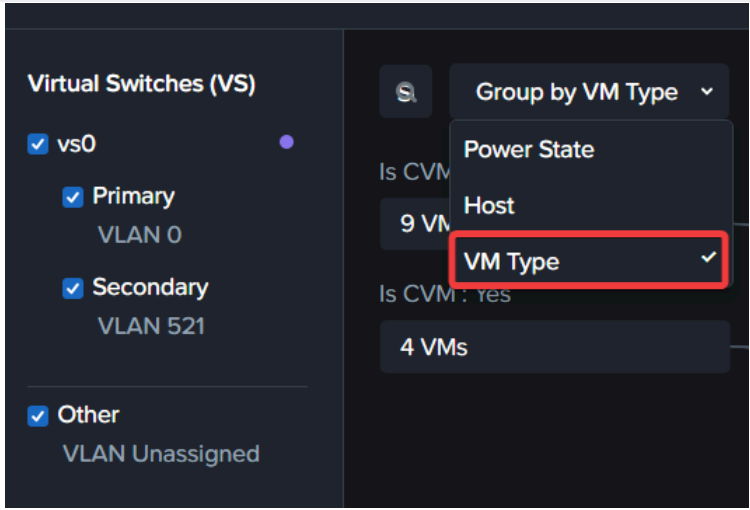 Virtual Switches (VS)
vs0
Primary
VLAN 0
Secondary
VLAN 521
Other
VLAN Unassigned
Group by VM Type
Power State
Host
VM Type
Is CVM
9 VM
Is CVM : Yes
4 VMs